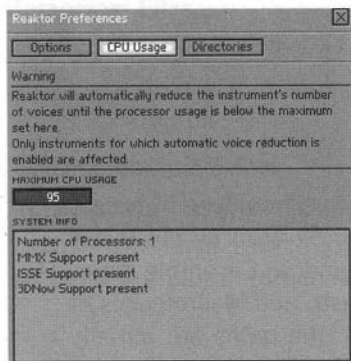 Reaktor Preferences
Options
CPU Usage
Directories
Warning
Reaktor will automatically reduce the instrument's number
of voices until the processor usage is below the maximum
set here.
Only instruments for which automatic voice reduction is
enabled are affected.
MAXIMUM CPU USAGE
95
SYSTEM INFO
Number of Processors: 1
MMX Support present
ISSE Support present
3DNow Support present